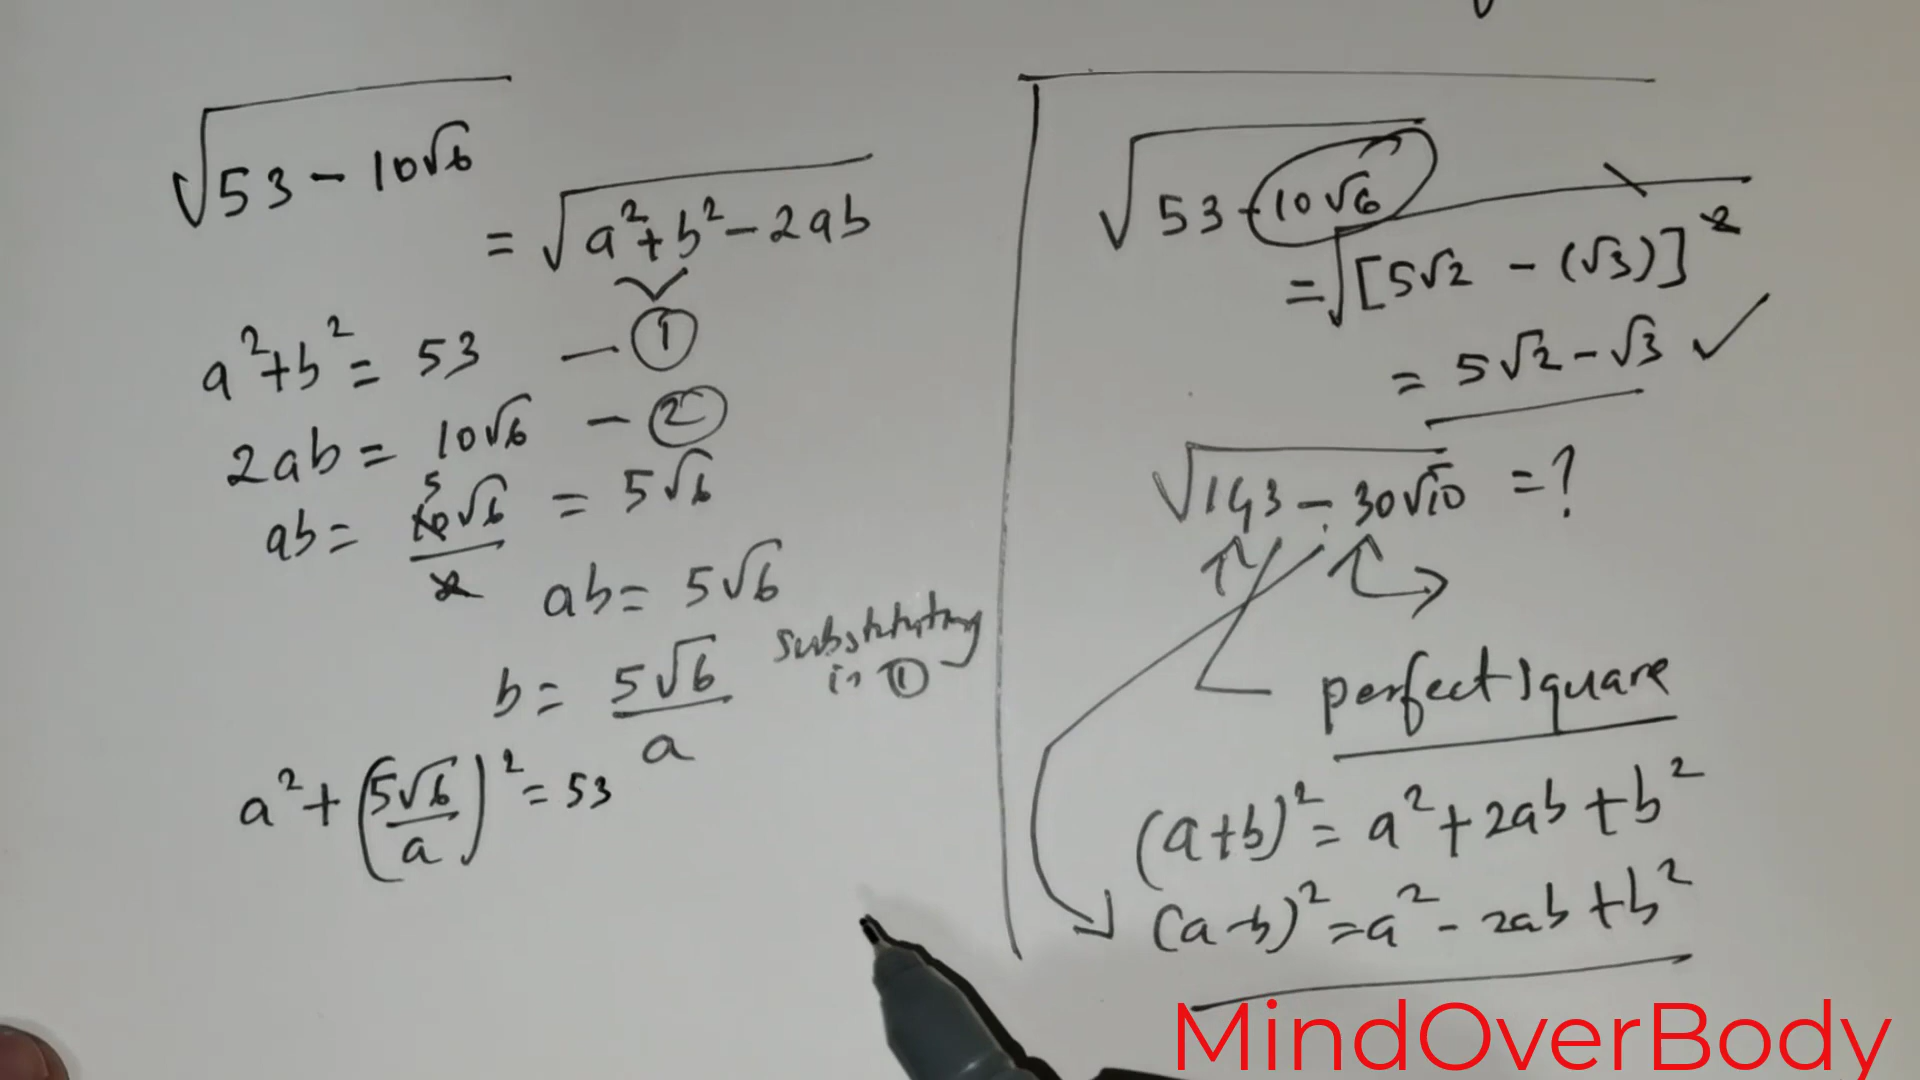 √53 - 10√6
= √a²+b²-2ab
a²+b² = 53 - ①
2ab = 10√6 - ②
ab = 5 10√6 / 2 = 5√6
ab = 5√6
b = 5√6 / a substituting in ①
a² + (5√6 / a)² = 53
√53 - 10√6
= √[5√2 - (√3)]²
= 5√2 - √3 ✓
√143 - 30√10 = ?
perfect square
(a+b)² = a² + 2ab + b²
(a-b)² = a² - 2ab + b²
MindOverBody